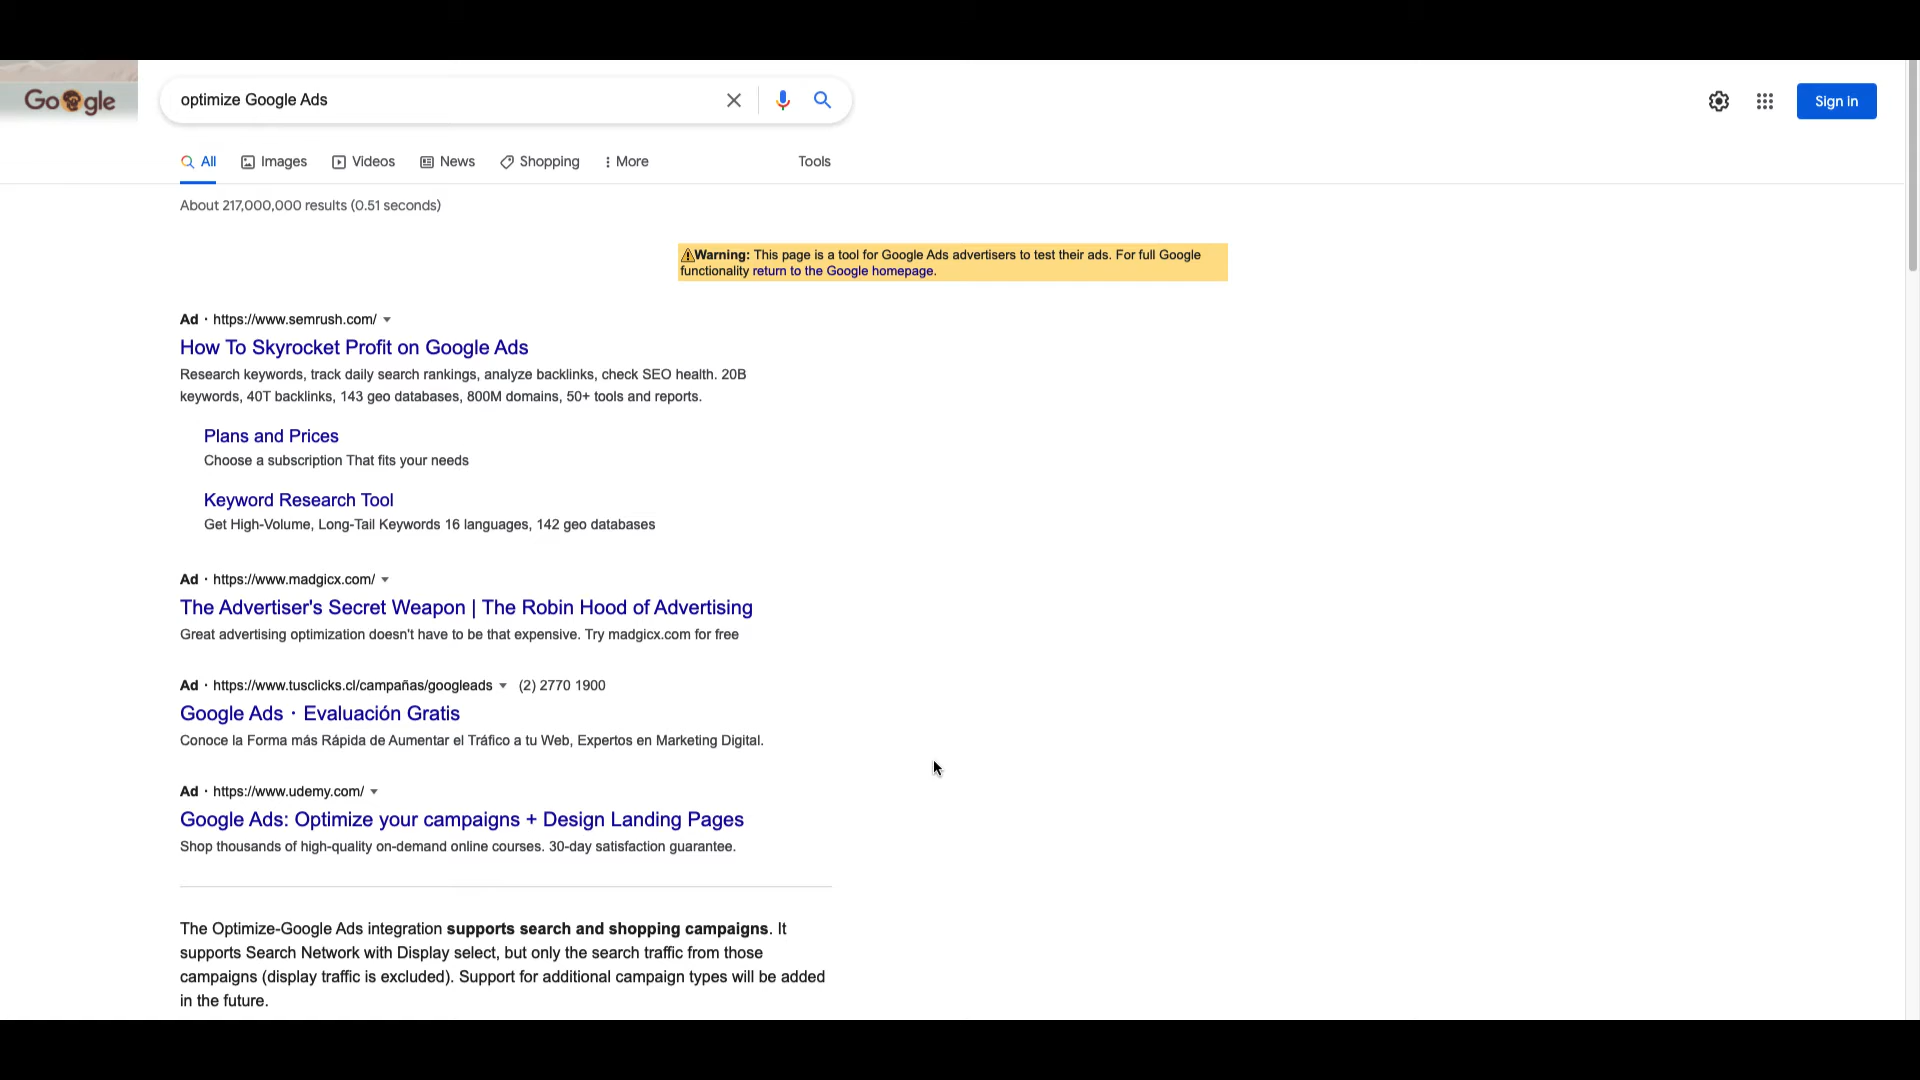 Google
optimize Google Ads
Sign in
All Images Videos News Shopping More Tools
About 217,000,000 results (0.51 seconds)
Warning: This page is a tool for Google Ads advertisers to test their ads. For full Google
functionality return to the Google homepage.
Ad · https://www.semrush.com/
How To Skyrocket Profit on Google Ads
Research keywords, track daily search rankings, analyze backlinks, check SEO health. 20B
keywords, 40T backlinks, 143 geo databases, 800M domains, 50+ tools and reports.
Plans and Prices
Choose a subscription That fits your needs
Keyword Research Tool
Get High-Volume, Long-Tail Keywords 16 languages, 142 geo databases
Ad · https://www.madgicx.com/
The Advertiser's Secret Weapon | The Robin Hood of Advertising
Great advertising optimization doesn't have to be that expensive. Try madgicx.com for free
Ad · https://www.tusclicks.cl/campañas/googleads (2) 2770 1900
Google Ads · Evaluación Gratis
Conoce la Forma más Rápida de Aumentar el Tráfico a tu Web, Expertos en Marketing Digital.
Ad · https://www.udemy.com/
Google Ads: Optimize your campaigns + Design Landing Pages
Shop thousands of high-quality on-demand online courses. 30-day satisfaction guarantee.
The Optimize-Google Ads integration supports search and shopping campaigns. It
supports Search Network with Display select, but only the search traffic from those
campaigns (display traffic is excluded). Support for additional campaign types will be added
in the future.